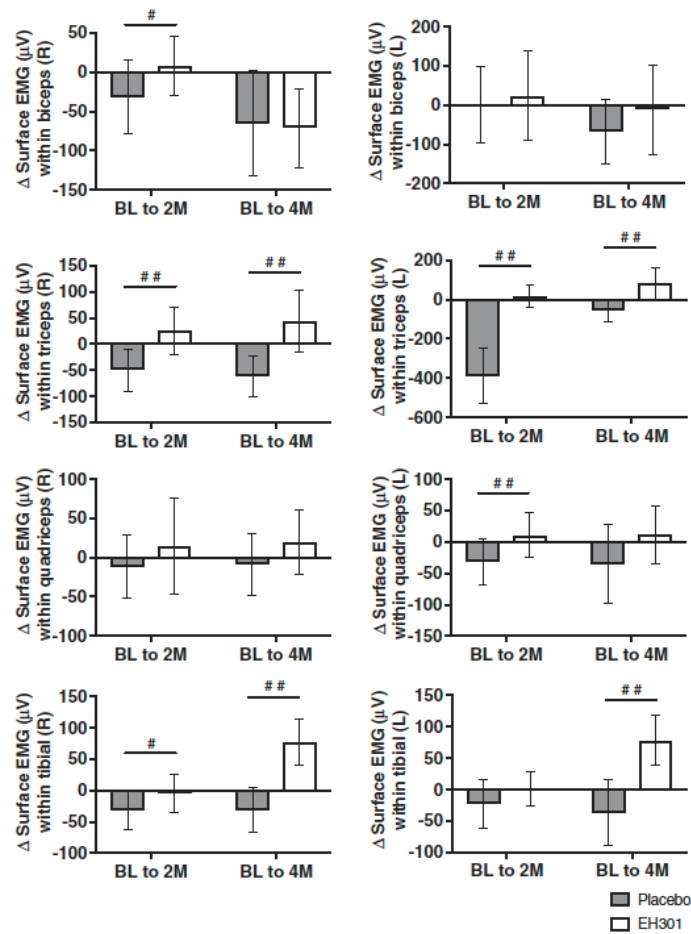 Δ Surface EMG (µV)
within biceps (R)
50
0
-50
-100
-150
#
BL to 2M
BL to 4M
Δ Surface EMG (µV)
within biceps (L)
200
100
0
-100
-200
BL to 2M
BL to 4M
Δ Surface EMG (µV)
within triceps (R)
150
100
50
0
-50
-100
-150
# #
# #
BL to 2M
BL to 4M
Δ Surface EMG (µV)
within triceps (L)
200
0
-200
-400
-600
# #
# #
BL to 2M
BL to 4M
Δ Surface EMG (µV)
within quadriceps (R)
100
50
0
-50
-100
BL to 2M
BL to 4M
Δ Surface EMG (µV)
within quadriceps (L)
100
50
0
-50
-100
-150
# #
BL to 2M
BL to 4M
Δ Surface EMG (µV)
within tibial (R)
150
100
50
0
-50
-100
#
# #
BL to 2M
BL to 4M
Δ Surface EMG (µV)
within tibial (L)
150
100
50
0
-50
-100
# #
BL to 2M
BL to 4M
Placebo
EH301